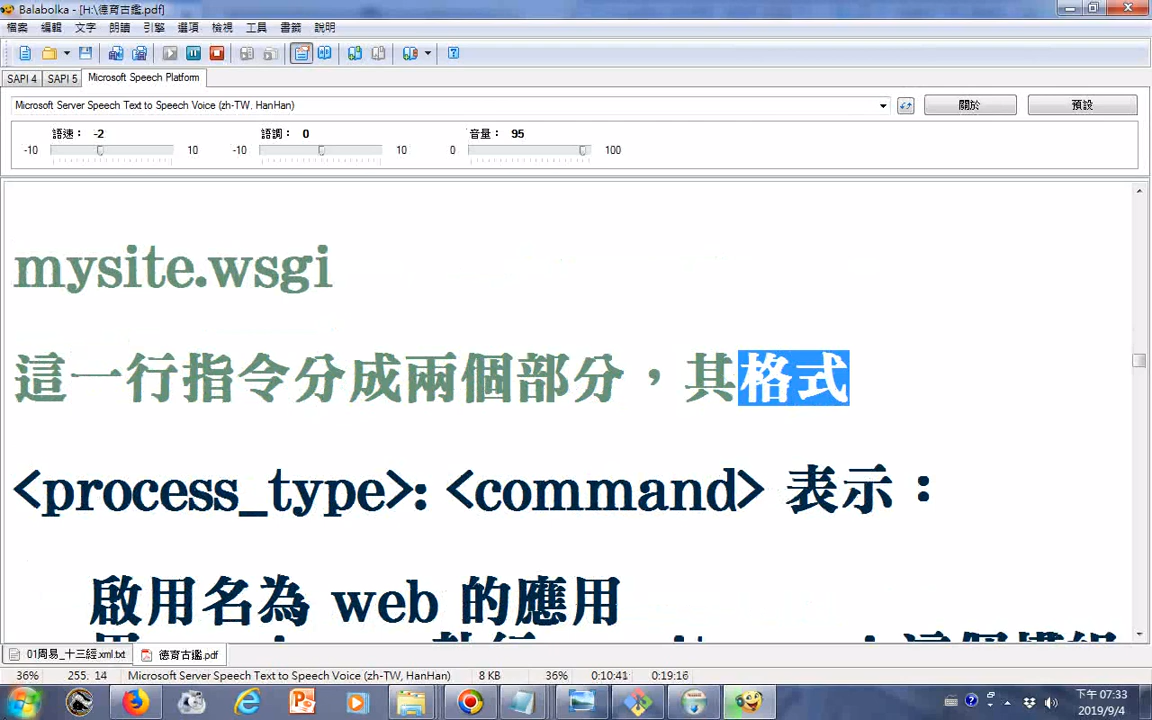 Balabolka - [H:\德育古鑑.pdf]
檔案 編輯 文字 朗讀 引擎 選項 檢視 工具 書籤 說明
SAPI 4 SAPI 5 Microsoft Speech Platform
Microsoft Server Speech Text to Speech Voice (zh-TW, HanHan) 關於 預設
語速： -2 語調： 0 音量： 95
-10 10 -10 10 0 100
mysite.wsgi
這一行指令分成兩個部分，其格式
<process_type>: <command> 表示：
啟用名為 web 的應用
01周易_十三經.xml.txt 德育古鑑.pdf
36% 255. 14 Microsoft Server Speech Text to Speech Voice (zh-TW, HanHan) 8 KB 36% 0:10:41 0:19:16
下午 07:33
2019/9/4